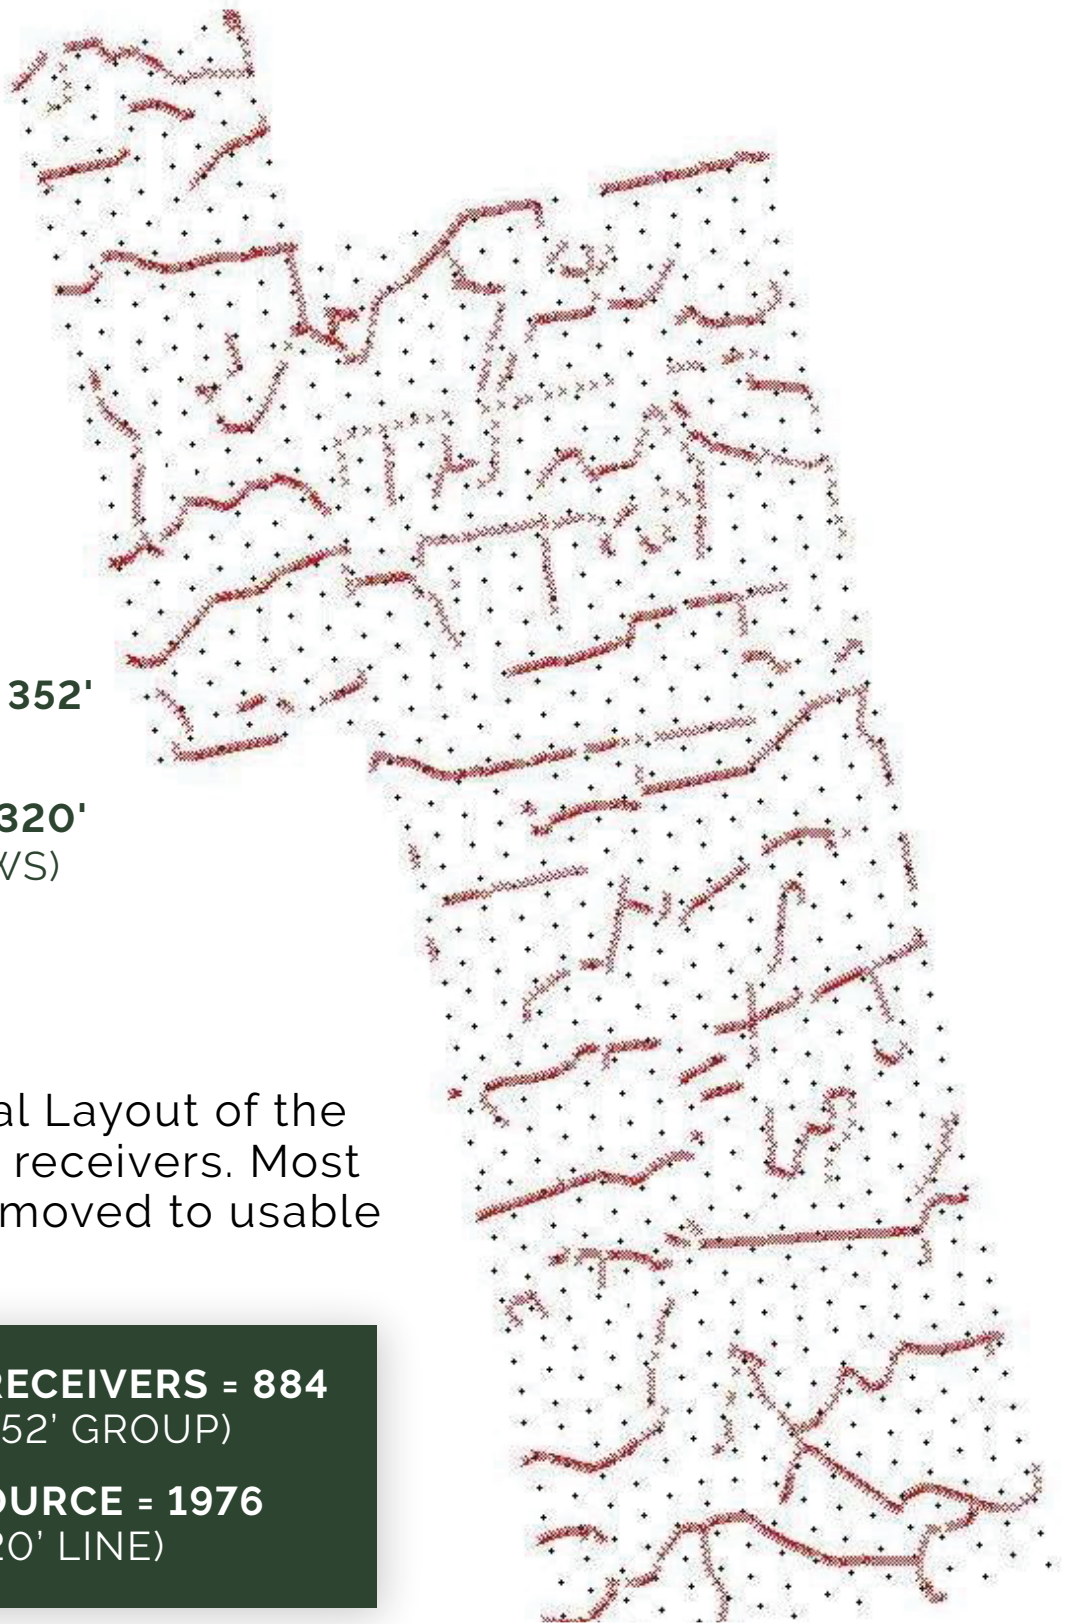 352'
320'
WS)
al Layout of the
receivers. Most
moved to usable
RECEIVERS = 884
52’ GROUP)
OURCE = 1976
20’ LINE)